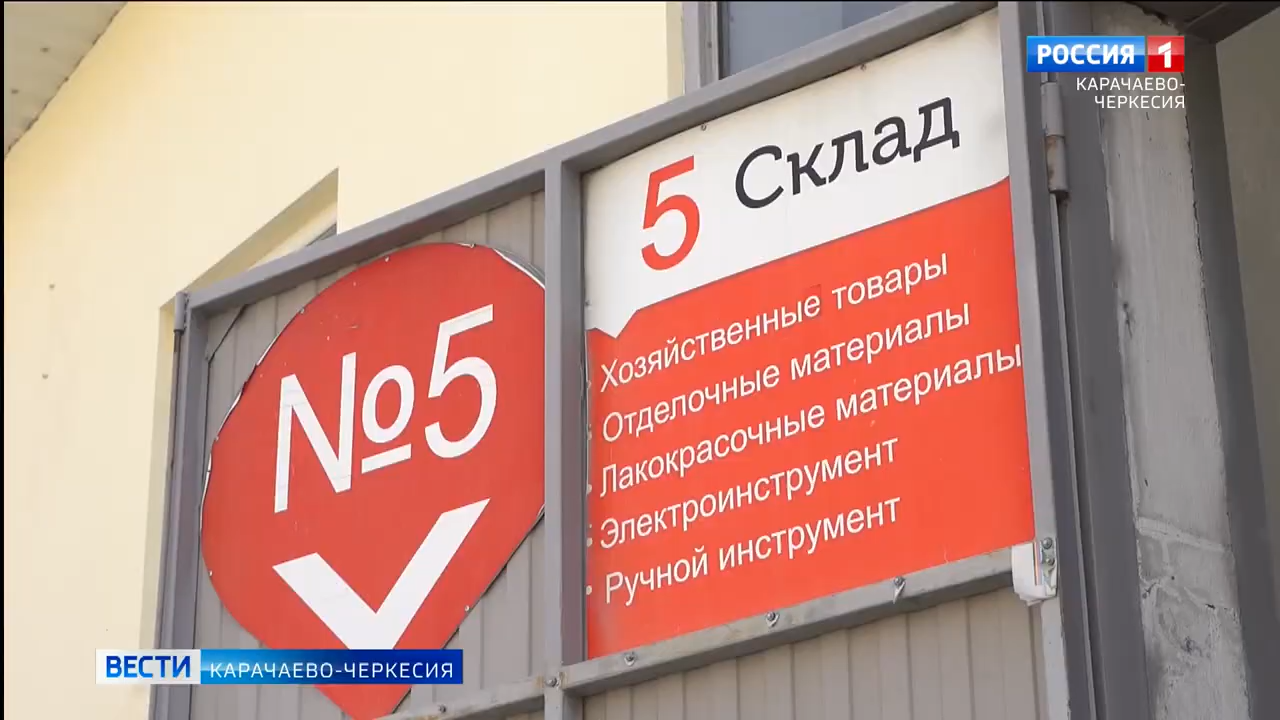 РОССИЯ 1
КАРАЧАЕВО-
ЧЕРКЕСИЯ
5 Склад
№5
Хозяйственные товары
Отделочные материалы
Лакокрасочные материалы
Электроинструмент
Ручной инструмент
ВЕСТИ КАРАЧАЕВО-ЧЕРКЕСИЯ